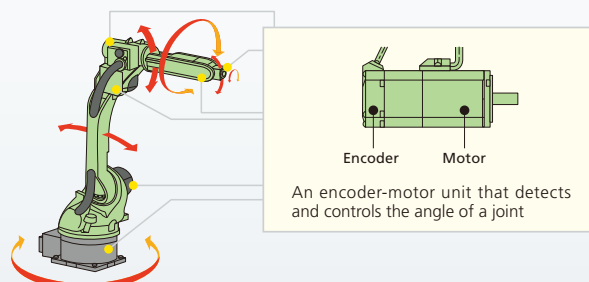 Encoder Motor
An encoder-motor unit that detects
and controls the angle of a joint